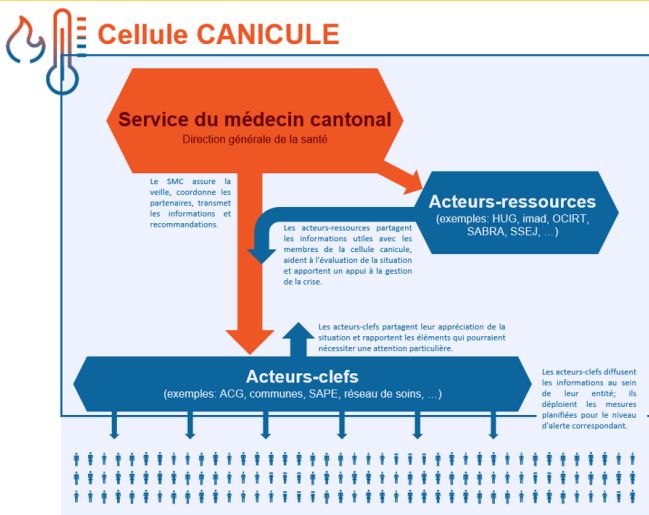 Cellule CANICULE
Service du médecin cantonal
Direction générale de la santé
Le SMC assure la
veille, coordonne les
partenaires, transmet
les informations et
recommandations.
Acteurs-ressources
(exemples: HUG, imad, OCIRT,
SABRA, SSEJ, ...)
Les acteurs-ressources partagent
les informations utiles avec les
membres de la cellule canicule,
aident à l'évaluation de la situation
et apportent un appui à la gestion
de la crise.
Les acteurs-clefs partagent leur appréciation de la
situation et rapportent les éléments qui pourraient
nécessiter une attention particulière.
Acteurs-clefs
(exemples: ACG, communes, SAPE, réseau de soins, ...)
Les acteurs-clefs diffusent
les informations au sein
de leur entité; ils
déploient les mesures
planifiées pour le niveau
d'alerte correspondant.